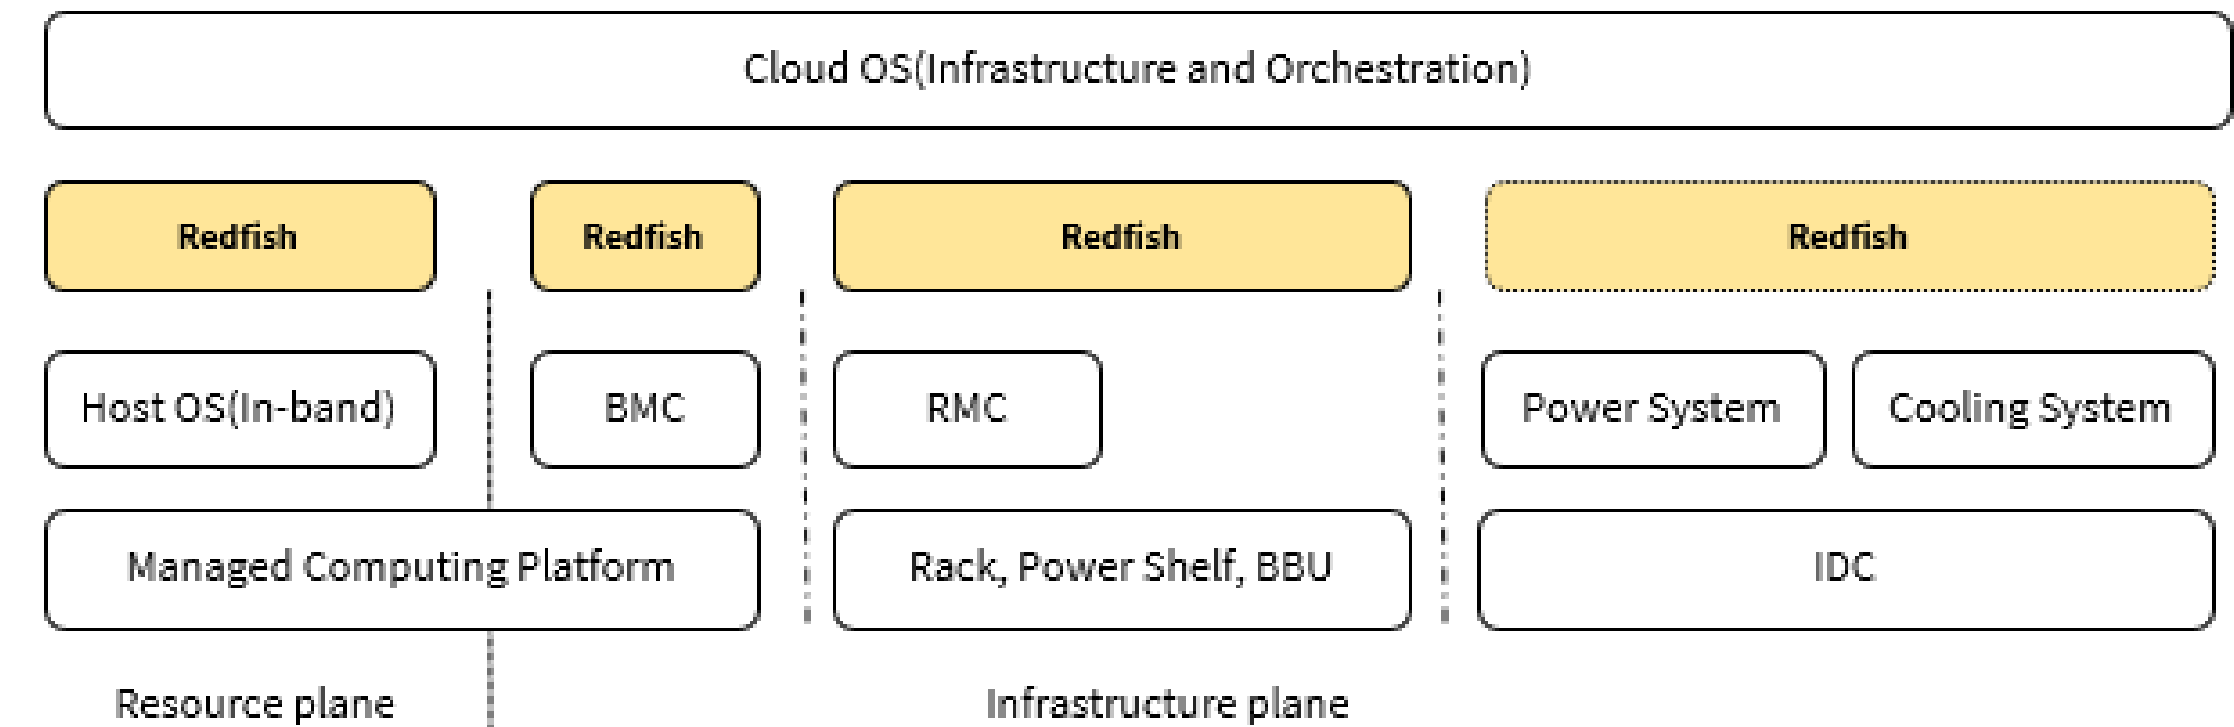 Cloud OS(Infrastructure and Orchestration)
Redfish
Redfish
Redfish
Redfish
Host OS(In-band)
BMC
RMC
Power System
Cooling System
Managed Computing Platform
Rack, Power Shelf, BBU
IDC
Resource plane
Infrastructure plane